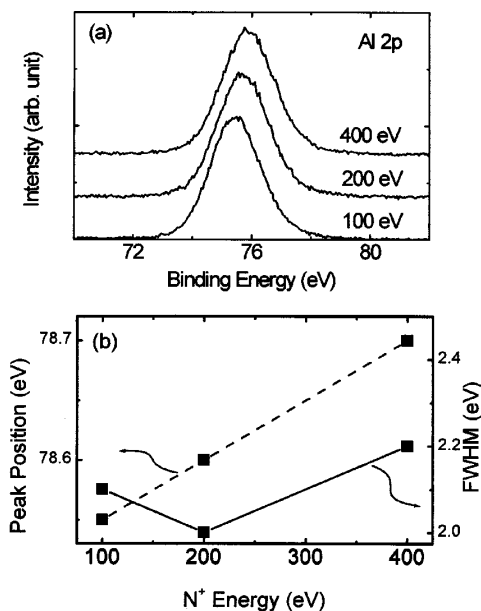 (a)
Al 2p
400 eV
200 eV
100 eV
Intensity (arb. unit)
72
76
80
Binding Energy (eV)
(b)
78.7
78.6
Peak Position (eV)
2.4
2.2
2.0
FWHM (eV)
100
200
300
400
N⁺ Energy (eV)